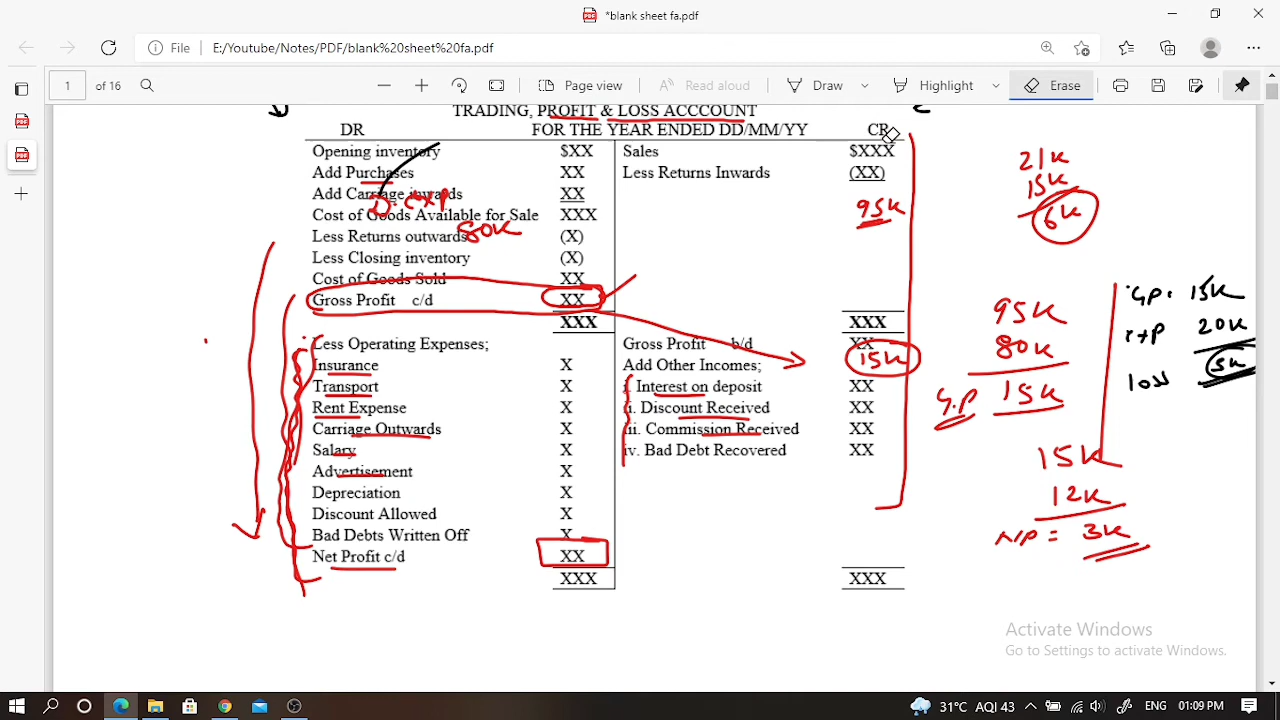 *blank sheet fa.pdf
File E:/Youtube/Notes/PDF/blank%20sheet%20fa.pdf
1 of 16 Page view Read aloud Draw Highlight Erase
TRADING, PROFIT & LOSS ACCCOUNT
DR FOR THE YEAR ENDED DD/MM/YY CR
Opening inventory $XX Sales $XXX
Add Purchases XX Less Returns Inwards (XX)
Add Carriage inwards XX
D. exp
Cost of Goods Available for Sale XXX 95K
Less Returns outwards (X)
80K
Less Closing inventory (X)
Cost of Goods Sold XX
Gross Profit c/d XX
XXX XXX
Less Operating Expenses; Gross Profit b/d XX
Insurance X Add Other Incomes; 15K
Transport X i. Interest on deposit XX
Rent Expense X ii. Discount Received XX
Carriage Outwards X iii. Commission Received XX
Salary X iv. Bad Debt Recovered XX
Advertisement X
Depreciation X
Discount Allowed X
Bad Debts Written Off X
Net Profit c/d XX
XXX XXX
21K
15K
6K
95K
80K
G.P 15K
15K
12K
N/P = 3K
G.P: 15K
20K
loss 5K
Activate Windows
Go to Settings to activate Windows.
31°C AQI 43 ENG 01:09 PM